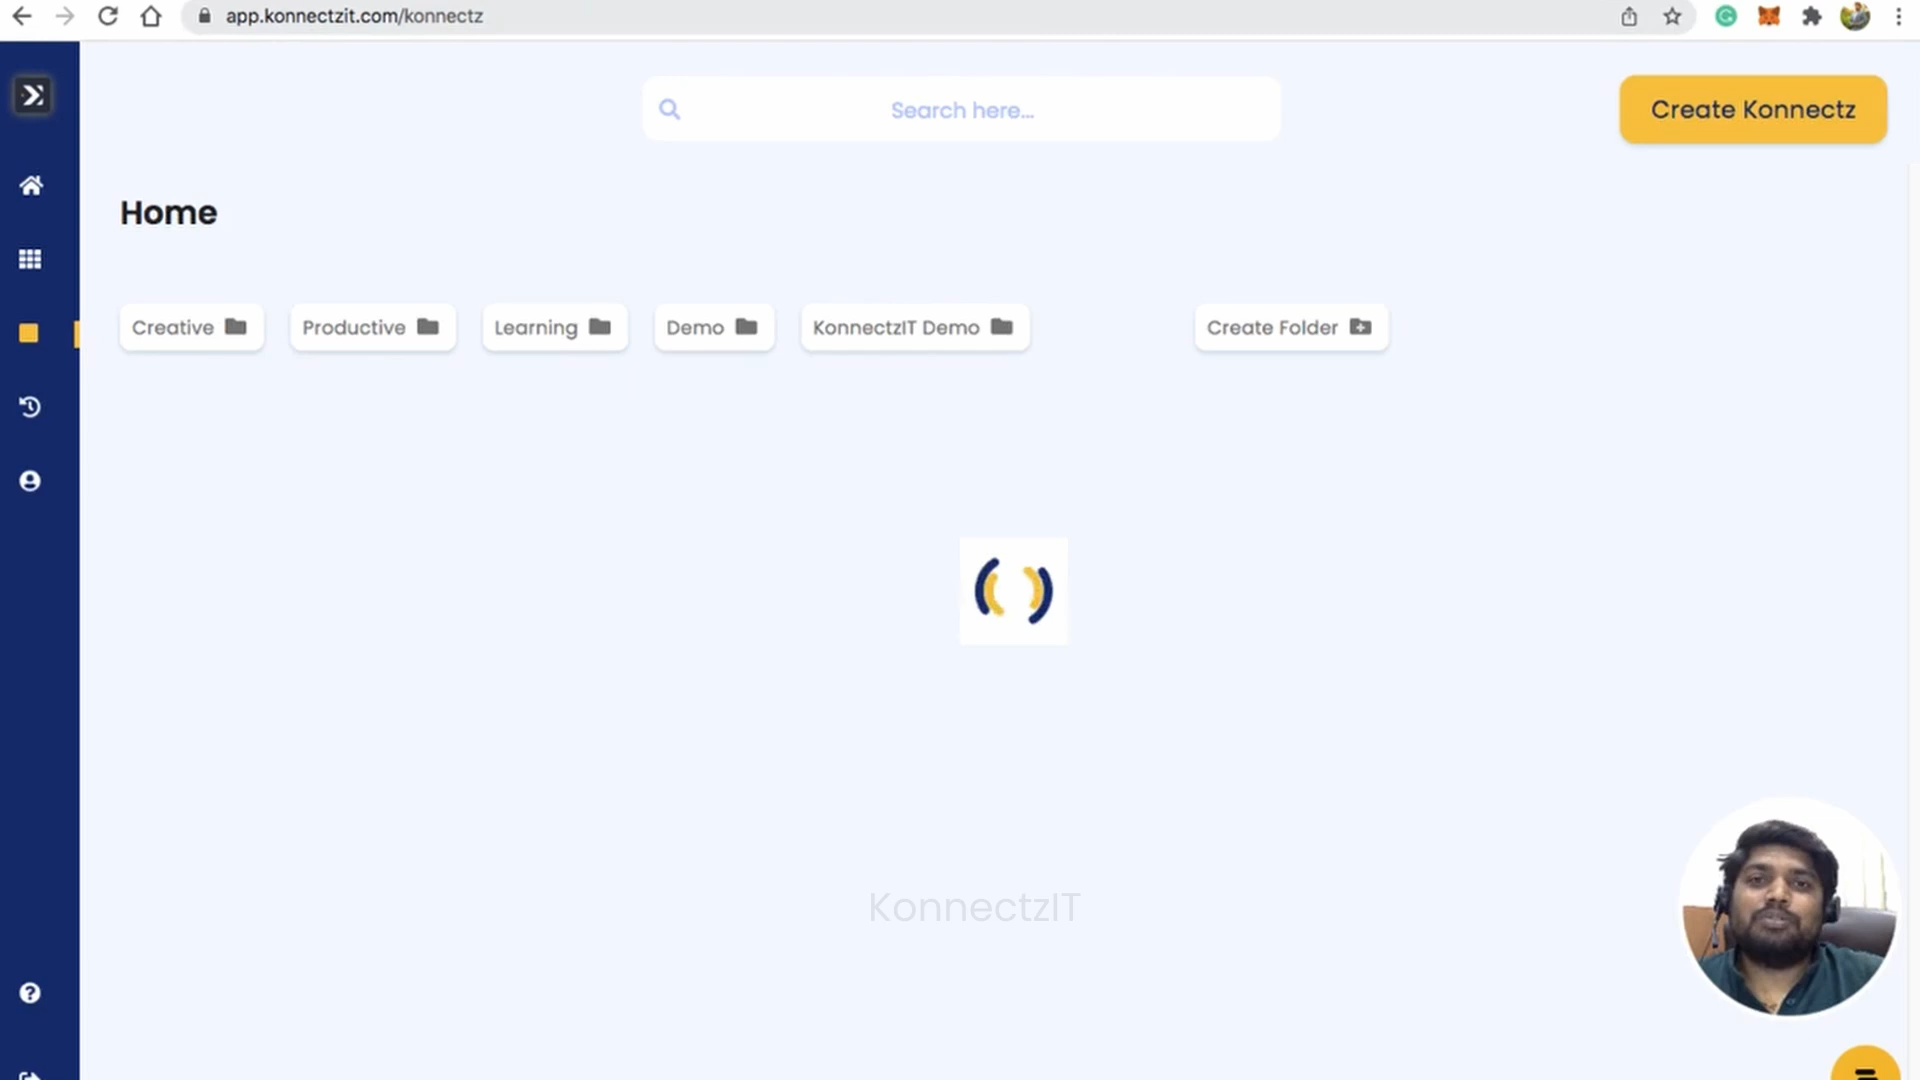 app.konnectzit.com/konnectz
Search here...
Create Konnectz
Home
Creative
Productive
Learning
Demo
KonnectzIT Demo
Create Folder
KonnectzIT